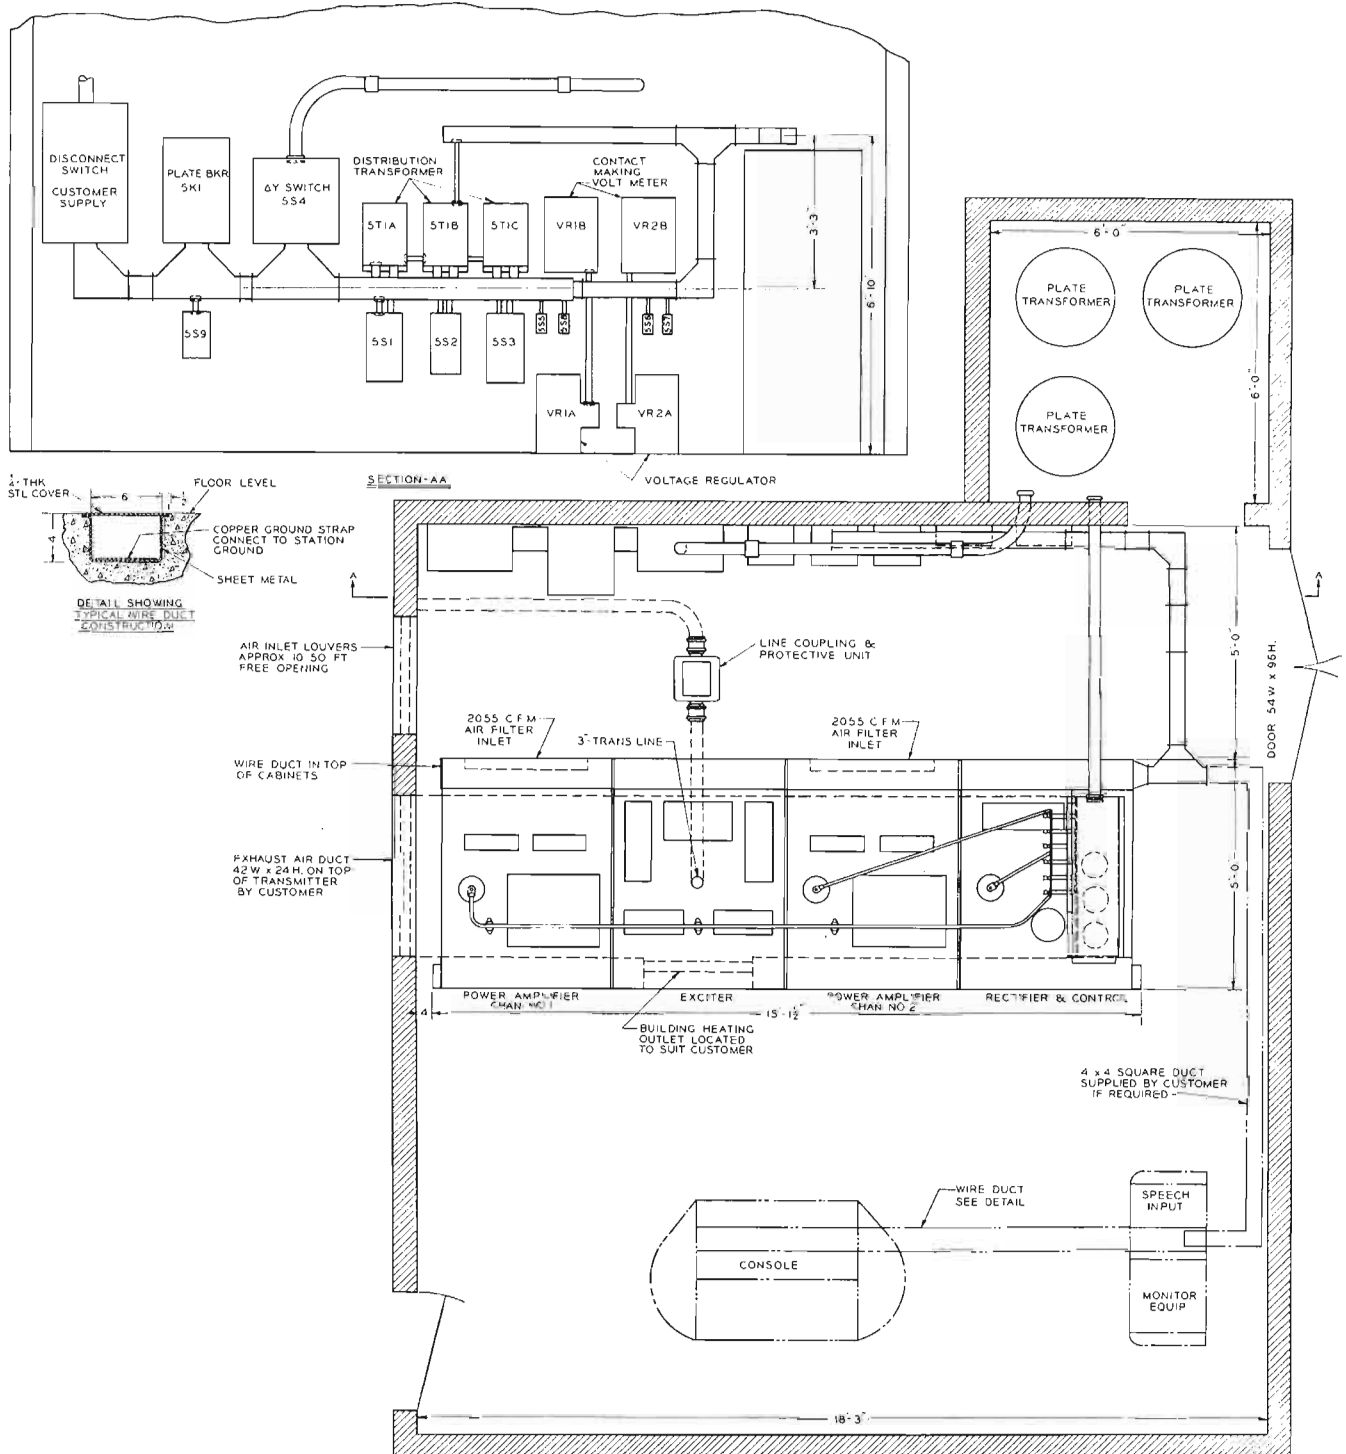 DISCONNECT
SWITCH
CUSTOMER
SUPPLY
PLATE BKR
5K1
ΔY SWITCH
5S4
DISTRIBUTION
TRANSFORMER
5T1A
5T1B
5T1C
CONTACT
MAKING
VOLT METER
VR1B
VR2B
3'-3"
6'-10"
5S9
5S1
5S2
5S3
5S5
5S8
5S6
5S7
VR1A
VR2A
SECTION-AA
VOLTAGE REGULATOR
6'-0"
PLATE
TRANSFORMER
PLATE
TRANSFORMER
6'-0"
PLATE
TRANSFORMER
THK
STL COVER
6
FLOOR LEVEL
4
COPPER GROUND STRAP
CONNECT TO STATION
GROUND
SHEET METAL
DETAIL SHOWING
TYPICAL WIRE DUCT
CONSTRUCTION
A
A
AIR INLET LOUVERS
APPROX 10 SO FT
FREE OPENING
LINE COUPLING &
PROTECTIVE UNIT
5'-0"
DOOR 54W x 96H.
2055 C F M
AIR FILTER
INLET
3"-TRANS LINE
2055 C F M
AIR FILTER
INLET
WIRE DUCT IN TOP
OF CABINETS
EXHAUST AIR DUCT
42 W x 24 H. ON TOP
OF TRANSMITTER
BY CUSTOMER
5'-0"
POWER AMPLIFIER
CHAN NO 1
EXCITER
POWER AMPLIFIER
CHAN NO 2
RECTIFIER & CONTROL
4
15'-1½"
BUILDING HEATING
OUTLET LOCATED
TO SUIT CUSTOMER
4 x 4 SQUARE DUCT
SUPPLIED BY CUSTOMER
IF REQUIRED
WIRE DUCT
SEE DETAIL
SPEECH
INPUT
CONSOLE
MONITOR
EQUIP
18'-3"